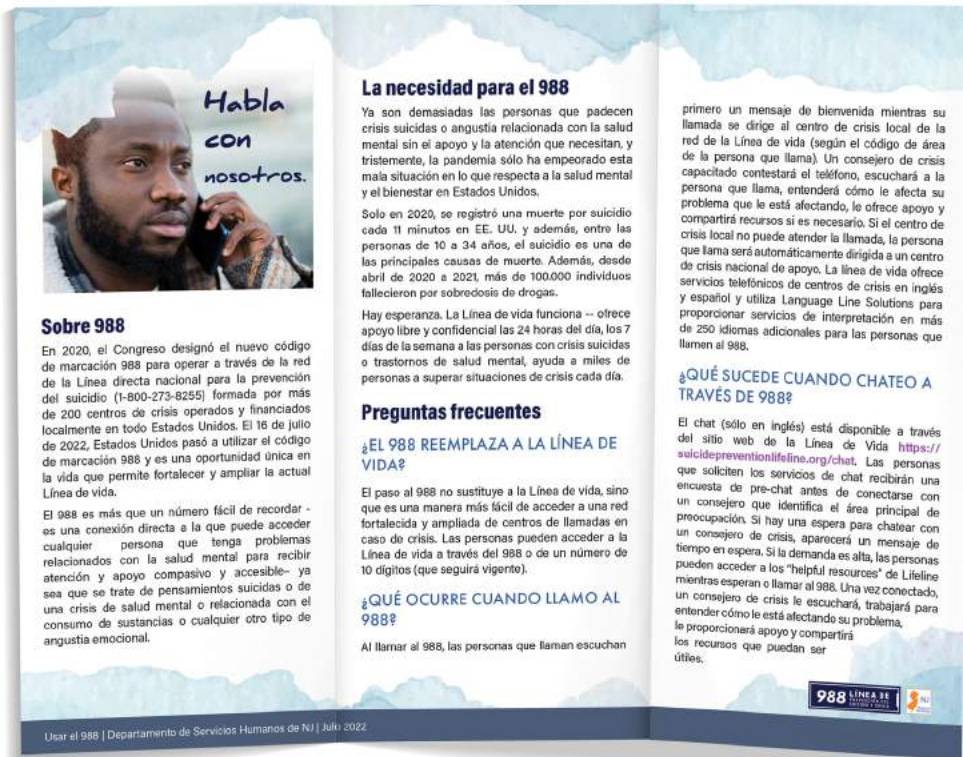 Habla
con
nosotros.
Sobre 988
En 2020, el Congreso designó el nuevo código
de marcación 988 para operar a través de la red
de la Línea directa nacional para la prevención
del suicidio (1-800-273-8255) formada por más
de 200 centros de crisis operados y financiados
localmente en todo Estados Unidos. El 16 de julio
de 2022, Estados Unidos pasó a utilizar el código
de marcación 988 y es una oportunidad única en
la vida que permite fortalecer y ampliar la actual
Línea de vida.
El 988 es más que un número fácil de recordar -
es una conexión directa a la que puede acceder
cualquier persona que tenga problemas
relacionados con la salud mental para recibir
atención y apoyo compasivo y accesible– ya
sea que se trate de pensamientos suicidas o de
una crisis de salud mental o relacionada con el
consumo de sustancias o cualquier otro tipo de
angustia emocional.
La necesidad para el 988
Ya son demasiadas las personas que padecen
crisis suicidas o angustia relacionada con la salud
mental sin el apoyo y la atención que necesitan, y
tristemente, la pandemia sólo ha empeorado esta
mala situación en lo que respecta a la salud mental
y el bienestar en Estados Unidos.
Solo en 2020, se registró una muerte por suicidio
cada 11 minutos en EE. UU. y además, entre las
personas de 10 a 34 años, el suicidio es una de
las principales causas de muerte. Además, desde
abril de 2020 a 2021, más de 100.000 individuos
fallecieron por sobredosis de drogas.
Hay esperanza. La Línea de vida funciona -- ofrece
apoyo libre y confidencial las 24 horas del día, los 7
días de la semana a las personas con crisis suicidas
o trastornos de salud mental, ayuda a miles de
personas a superar situaciones de crisis cada día.
Preguntas frecuentes
¿EL 988 REEMPLAZA A LA LÍNEA DE
VIDA?
El paso al 988 no sustituye a la Línea de vida, sino
que es una manera más fácil de acceder a una red
fortalecida y ampliada de centros de llamadas en
caso de crisis. Las personas pueden acceder a la
Línea de vida a través del 988 o de un número de
10 dígitos (que seguirá vigente).
¿QUÉ OCURRE CUANDO LLAMO AL
988?
Al llamar al 988, las personas que llaman escuchan
primero un mensaje de bienvenida mientras su
llamada se dirige al centro de crisis local de la
red de la Línea de vida (según el código de área
de la persona que llama). Un consejero de crisis
capacitado contestará el teléfono, escuchará a la
persona que llama, entenderá cómo le afecta su
problema que le está afectando, le ofrece apoyo y
compartirá recursos si es necesario. Si el centro de
crisis local no puede atender la llamada, la persona
que llama será automáticamente dirigida a un centro
de crisis nacional de apoyo. La línea de vida ofrece
servicios telefónicos de centros de crisis en inglés
y español y utiliza Language Line Solutions para
proporcionar servicios de interpretación en más
de 250 idiomas adicionales para las personas que
llamen al 988.
¿QUÉ SUCEDE CUANDO CHATEO A
TRAVÉS DE 988?
El chat (sólo en inglés) está disponible a través
del sitio web de la Línea de Vida https://
suicidepreventionlifeline.org/chat. Las personas
que soliciten los servicios de chat recibirán una
encuesta de pre-chat antes de conectarse con
un consejero que identifica el área principal de
preocupación. Si hay una espera para chatear con
un consejero de crisis, aparecerá un mensaje de
tiempo en espera. Si la demanda es alta, las personas
pueden acceder a los "helpful resources" de Lifeline
mientras esperan o llamar al 988. Una vez conectado,
un consejero de crisis le escuchará, trabajará para
entender cómo le está afectando su problema,
le proporcionará apoyo y compartirá
los recursos que puedan ser
útiles.
988 LÍNEA DE
NJ
Usar el 988 | Departamento de Servicios Humanos de NJ | Julio 2022